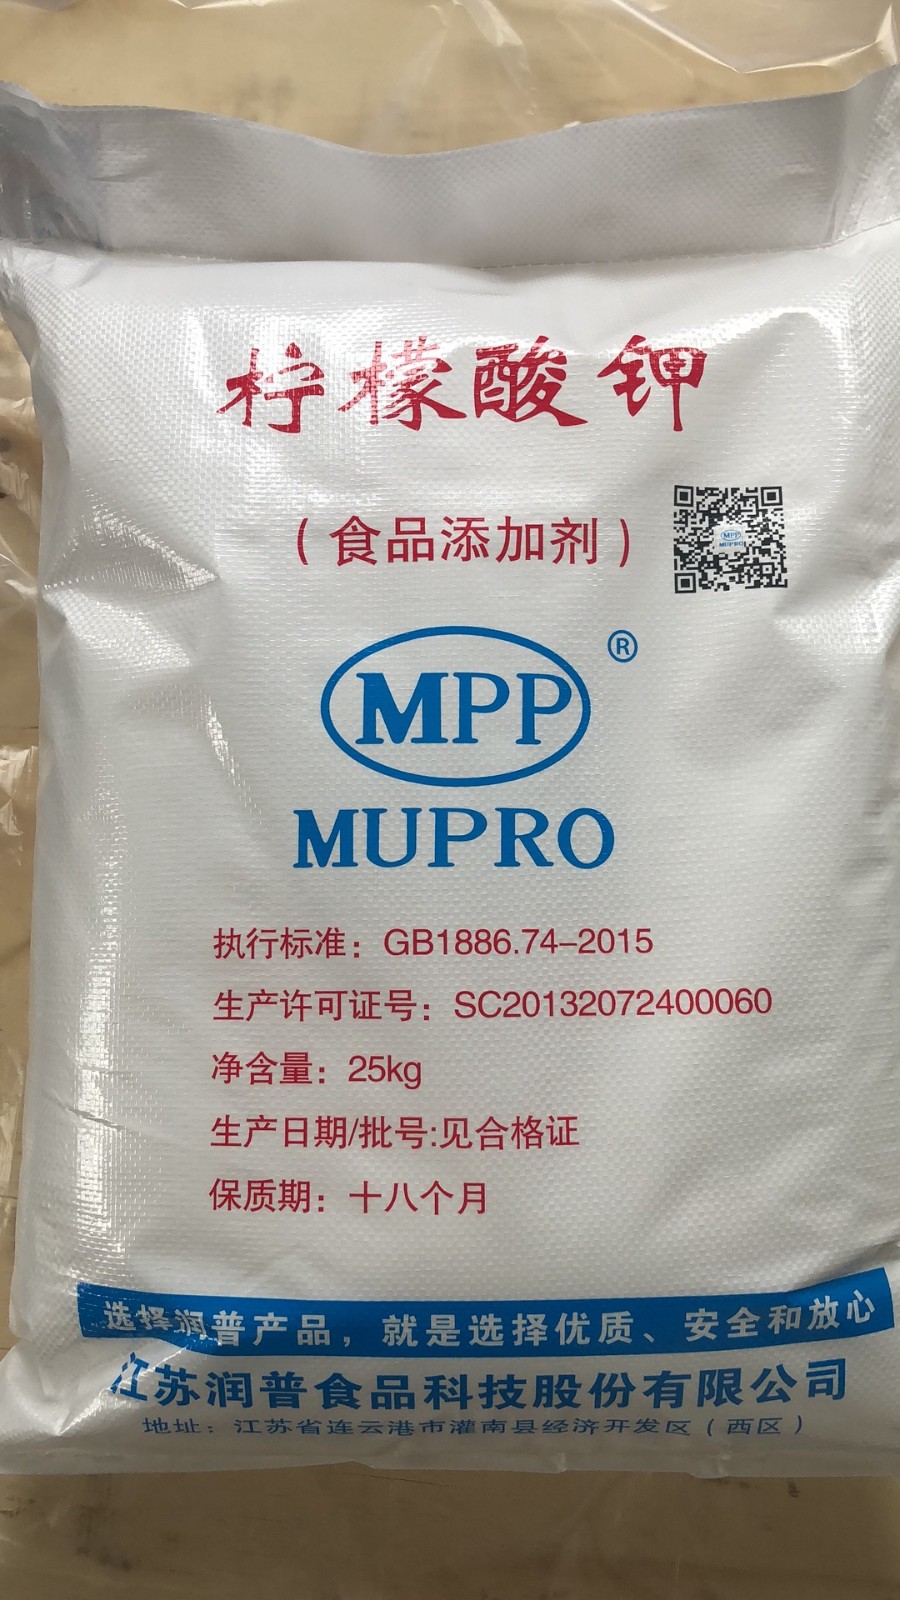 柠檬酸钾
（食品添加剂）
MPP
MUPRO
MPP®
MUPRO
执行标准：GB1886.74-2015
生产许可证号：SC20132072400060
净含量：25kg
生产日期/批号:见合格证
保质期：十八个月
选择润普产品，就是选择优质、安全和放心
江苏润普食品科技股份有限公司
地址：江苏省连云港市灌南县经济开发区（西区）